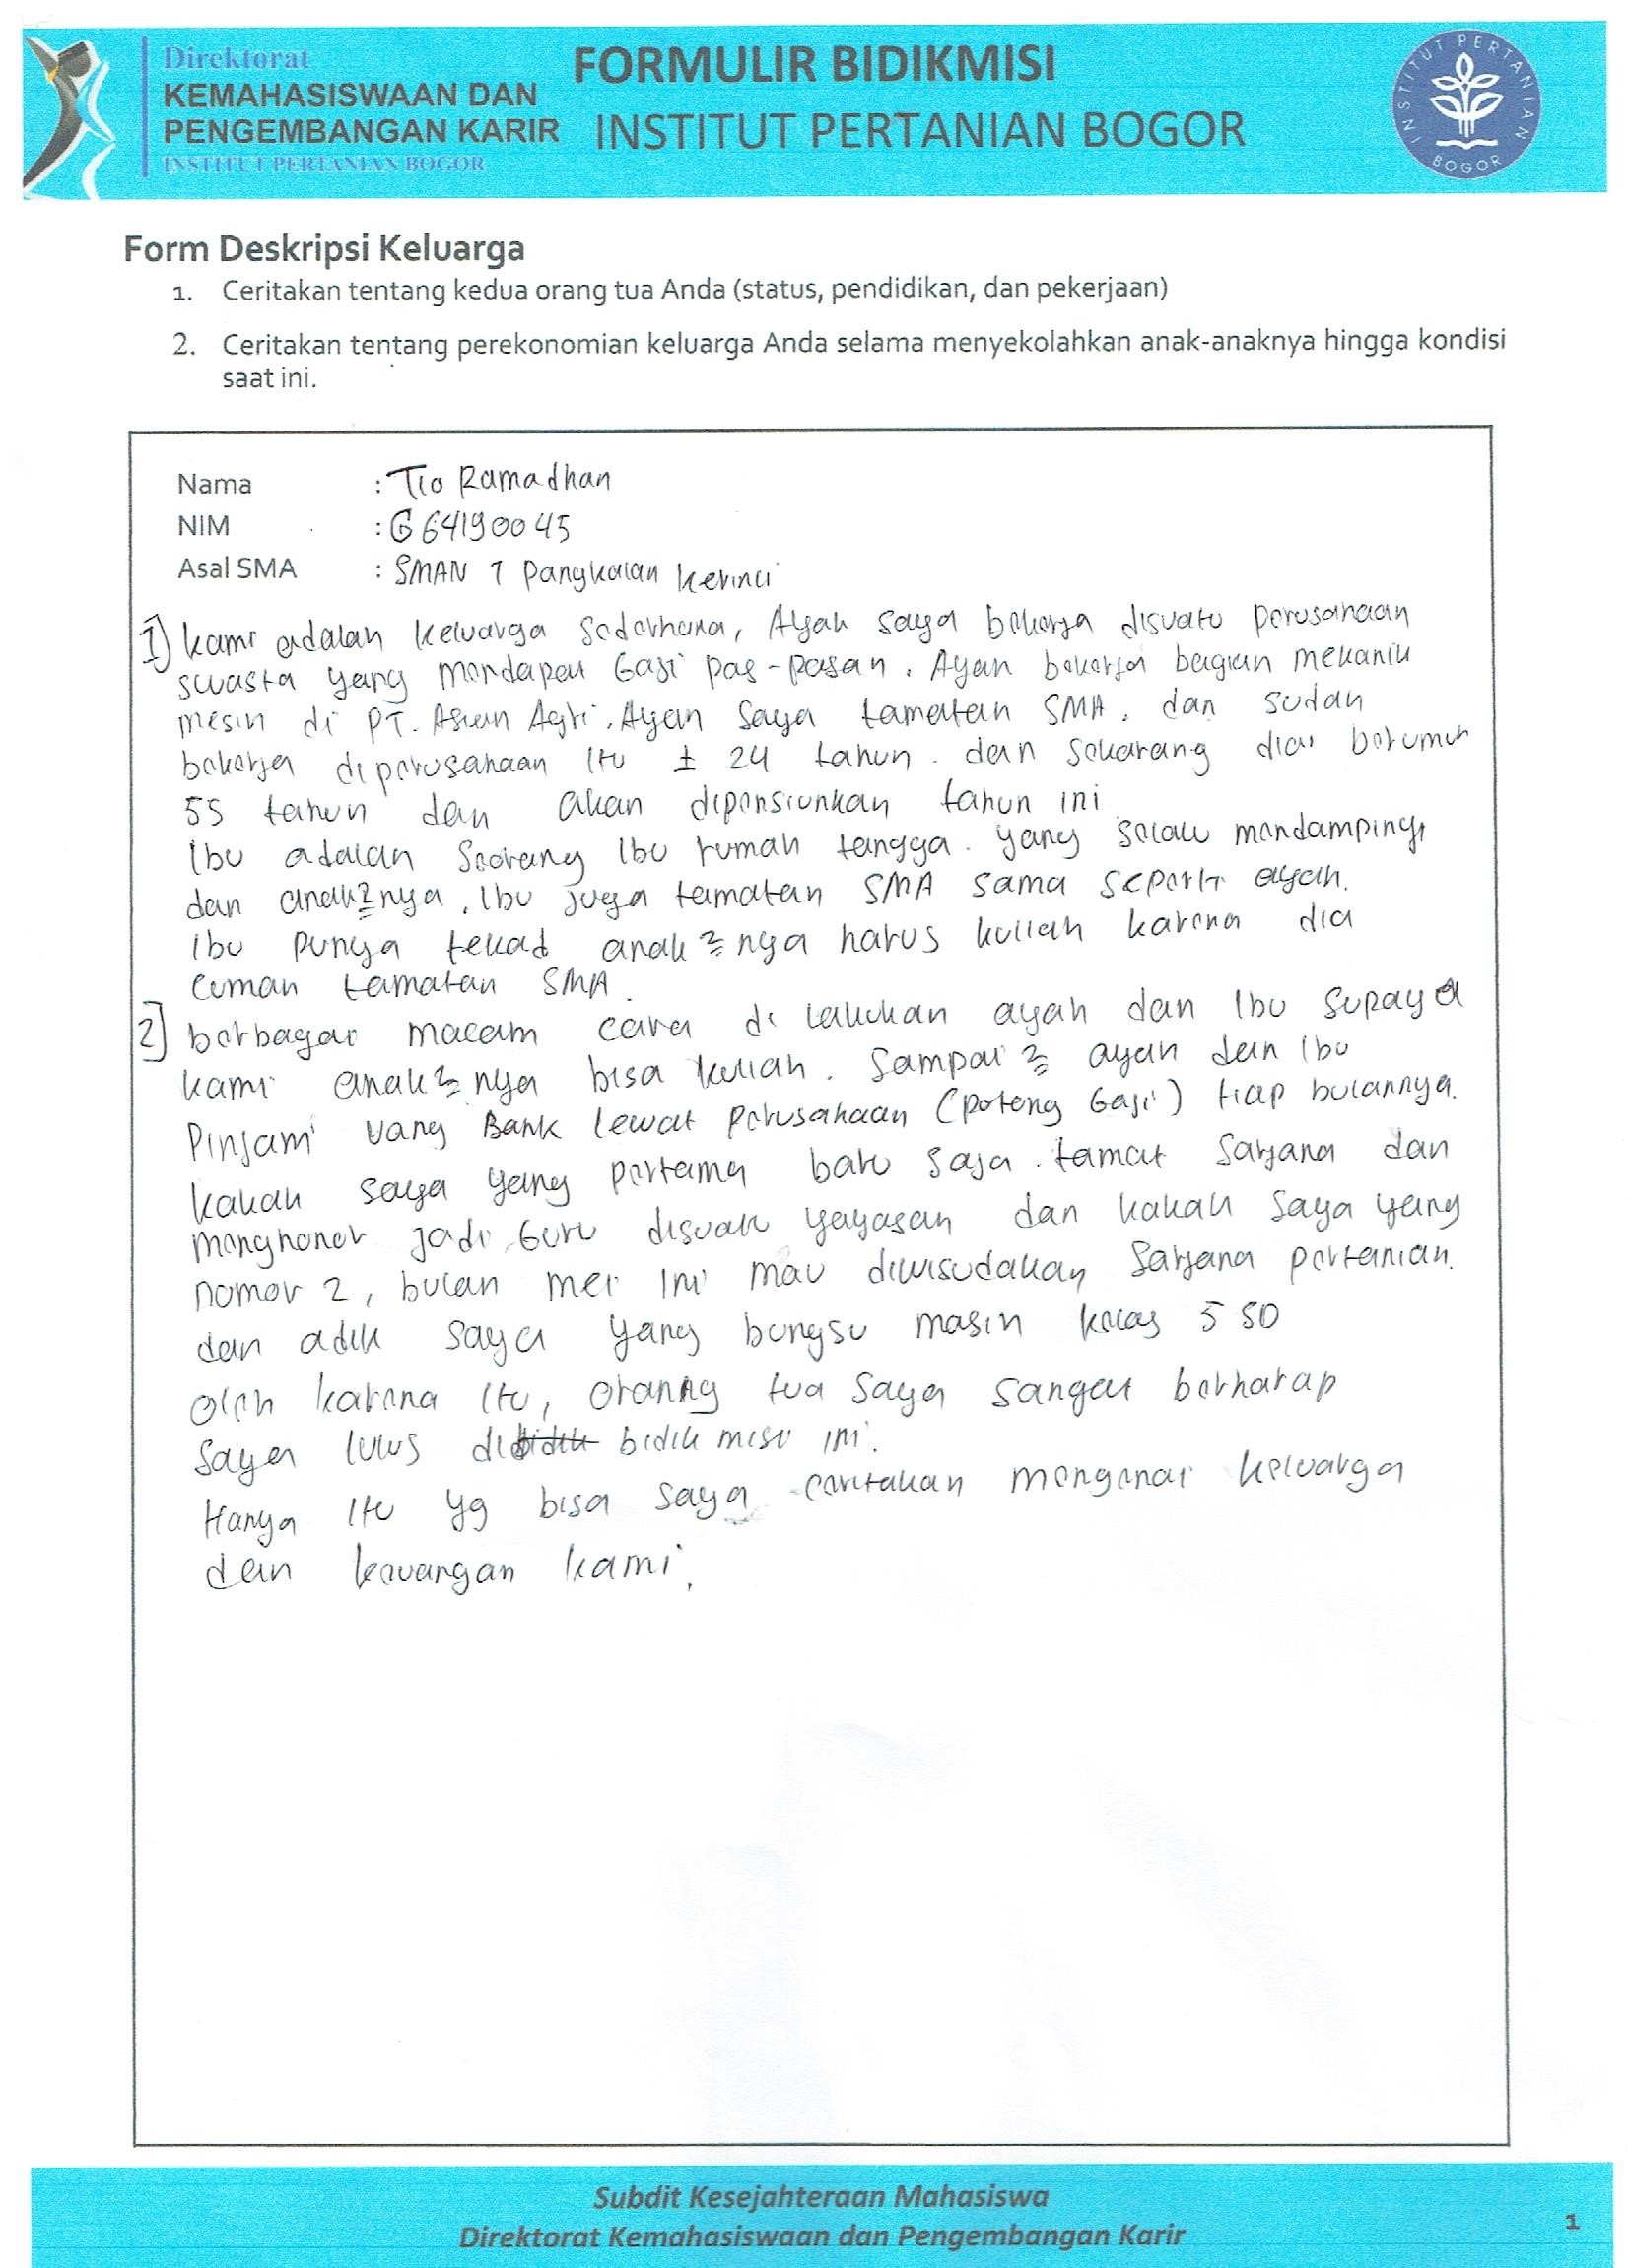 Direktorat
KEMAHASISWAAN DAN
PENGEMBANGAN KARIR
INSTITUT PERTANIAN BOGOR
FORMULIR BIDIKMISI
INSTITUT PERTANIAN BOGOR
INSTITUT PERTANIAN
BOGOR
Form Deskripsi Keluarga
1. Ceritakan tentang kedua orang tua Anda (status, pendidikan, dan pekerjaan)
2. Ceritakan tentang perekonomian keluarga Anda selama menyekolahkan anak-anaknya hingga kondisi
saat ini.
Nama : Tio Ramadhan
NIM : G64190045
Asal SMA : SMAN 1 Pangkalan Kerinci
1] kami adalah keluarga sederhana, Ayah saya bekerja disuatu perusahaan
swasta yang mendapat Gaji pas-pasan. Ayah bekerja bagian mekanik
mesin di PT. Asian Agri. Ayah saya tamatan SMA. dan sudah
bekerja diperusahaan itu ± 24 tahun. dan sekarang dia berumur
55 tahun dan akan dipensiunkan tahun ini
Ibu adalah seorang Ibu rumah tangga. yang selalu mendampingi
dan anak2nya. Ibu juga tamatan SMA sama seperti ayah.
Ibu punya tekad anak2nya harus kuliah karena dia
cuman tamatan SMA.
2] berbagai macam cara di lakukan ayah dan Ibu supaya
kami anak2nya bisa kuliah. Sampai2 ayah dan Ibu
Pinjam uang Bank lewat perusahaan (Potong Gaji) tiap bulannya.
kakak saya yang pertama baru saja tamat Sarjana dan
menghonor jadi Guru disuatu yayasan dan kakak saya yang
nomor 2, bulan mei ini mau diwisudakan Sarjana pertanian.
dan adik saya yang bungsu masih kelas 5 SD
Oleh karena itu, orang tua saya sangat berharap
saya lulus di bidik misi ini.
Hanya itu yg bisa saya ceritakan mengenai keluarga
dan keuangan kami.
Subdit Kesejahteraan Mahasiswa
Direktorat Kemahasiswaan dan Pengembangan Karir
1